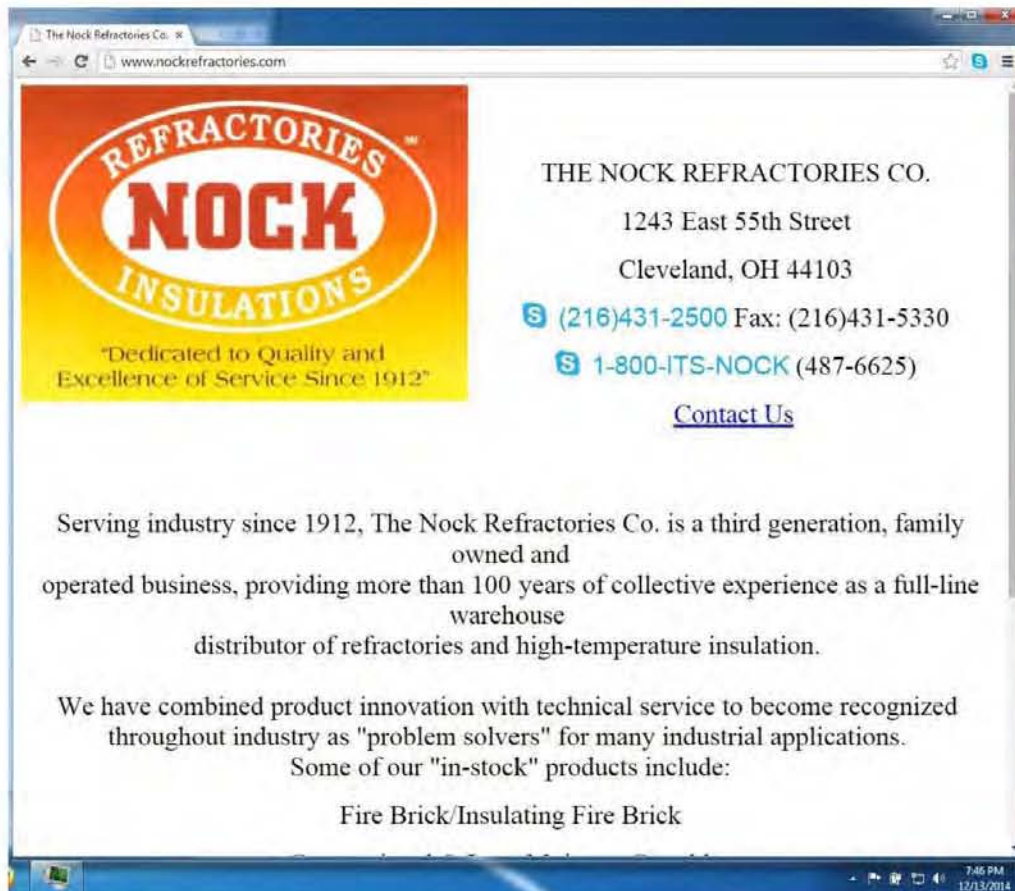 The Nock Refractories Co.
www.nockrefractories.com
REFRACTORIES
NOCK
INSULATIONS
"Dedicated to Quality and
Excellence of Service Since 1912"
THE NOCK REFRACTORIES CO.
1243 East 55th Street
Cleveland, OH 44103
(216)431-2500 Fax: (216)431-5330
1-800-ITS-NOCK (487-6625)
Contact Us
Serving industry since 1912, The Nock Refractories Co. is a third generation, family
owned and
operated business, providing more than 100 years of collective experience as a full-line
warehouse
distributor of refractories and high-temperature insulation.
We have combined product innovation with technical service to become recognized
throughout industry as "problem solvers" for many industrial applications.
Some of our "in-stock" products include:
Fire Brick/Insulating Fire Brick
7:46 PM
12/13/2014